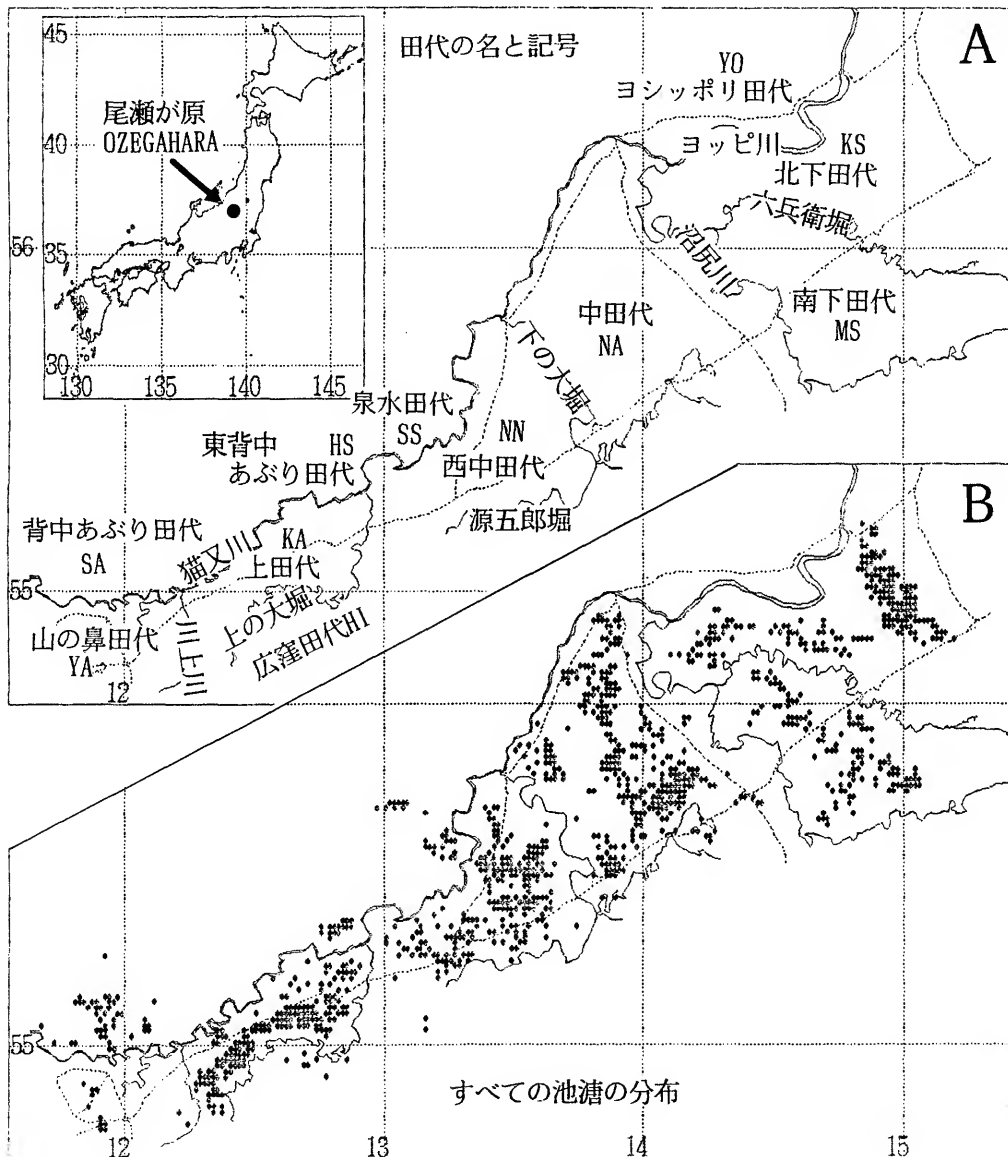 田代の名と記号
A
45
40
35
30
130
135
140
145
尾瀬が原
OZEGAHARA
YO
ヨシッポリ田代
ヨッピ川
KS
北下田代
六兵衛堀
56
沼尻川
南下田代
MS
中田代
NA
下の大堀
泉水田代
SS
東背中
HS
あぶり田代
NN
西中田代
源五郎堀
背中あぶり田代
SA
猫又川
KA
上田代
55
上の大堀
山の鼻田代
YA
12
川上川
広窪田代HI
B
55
すべての池溏の分布
12
13
14
15